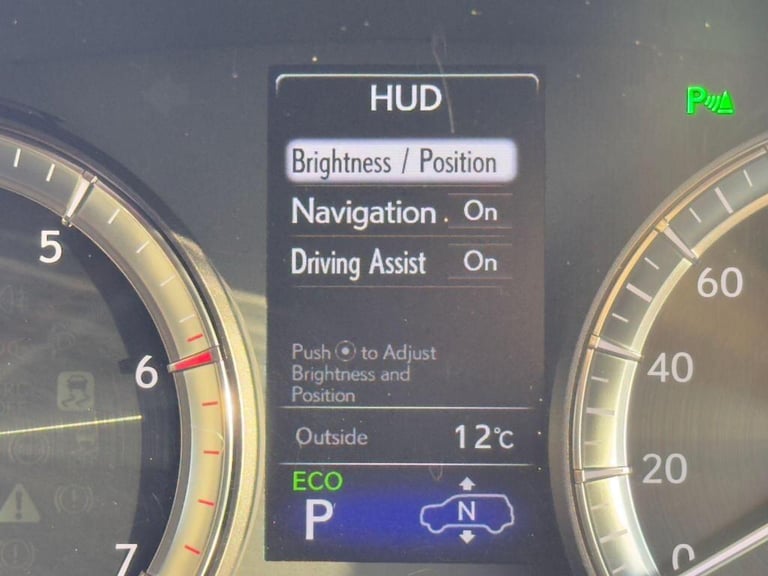 HUD
P
Brightness / Position
Navigation . On
Driving Assist On
Push to Adjust
Brightness and
Position
Outside 12°C
ECO
P N
5
6
7
60
40
20
0